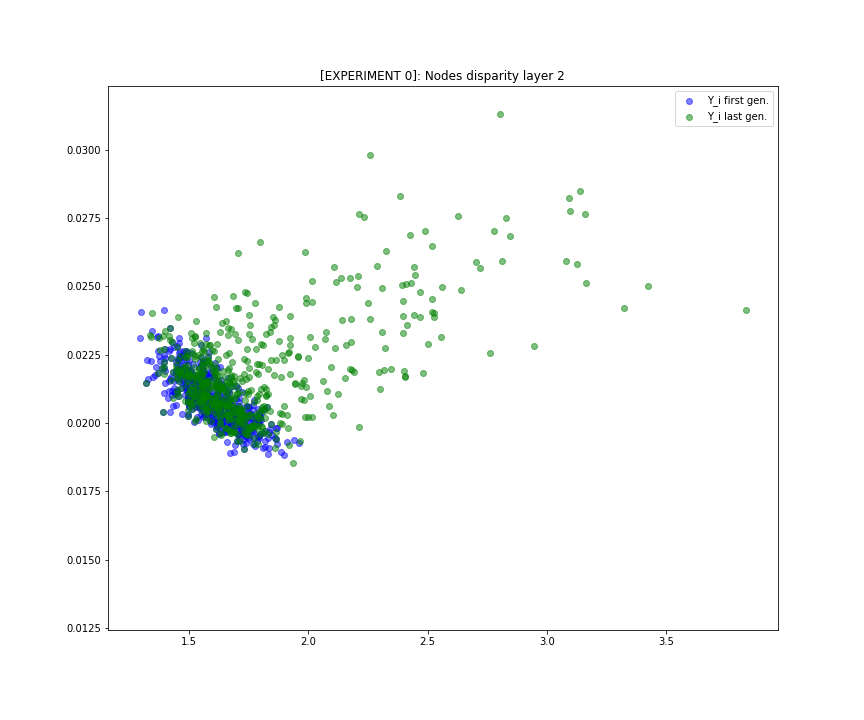 [EXPERIMENT 0]: Nodes disparity layer 2
Y_i first gen.
Y_i last gen.
0.0300
0.0275
0.0250
0.0225
0.0200
0.0175
0.0150
0.0125
1.5 2.0 2.5 3.0 3.5